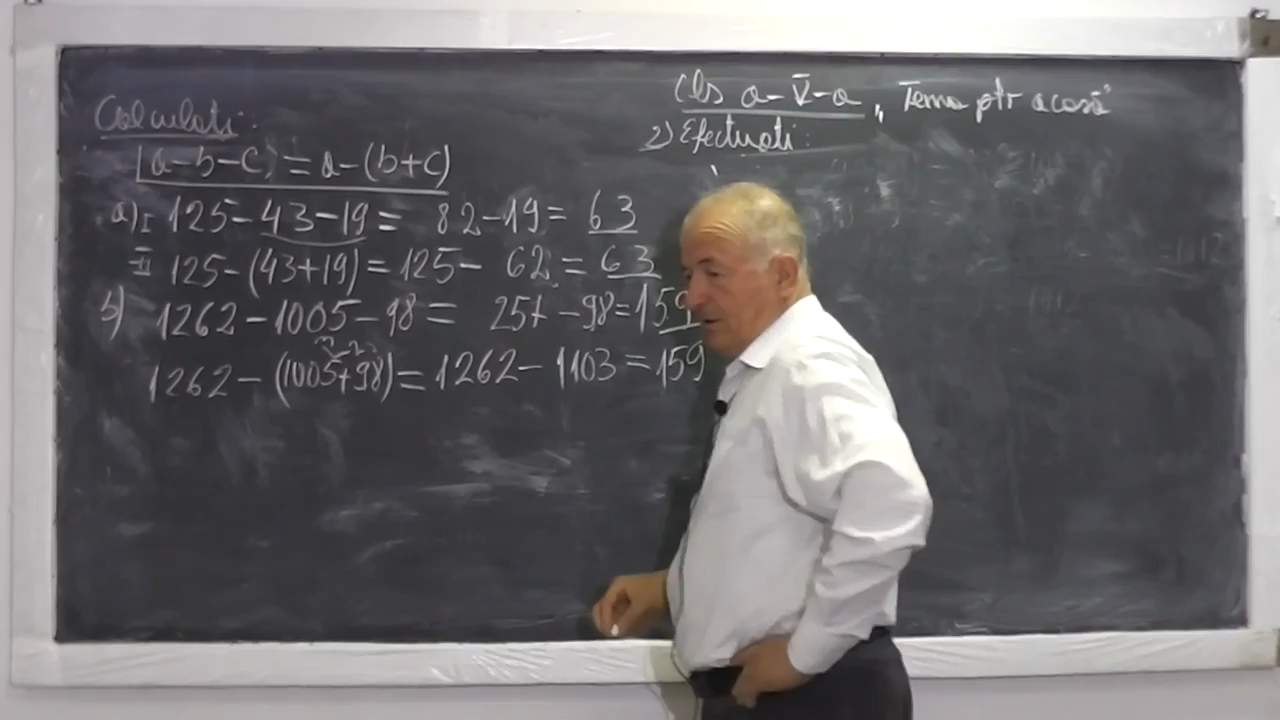 Calculati:
a-b-c = a-(b+c)
a) I 125-43-19 = 82-19 = 63
II 125-(43+19) = 125- 62 = 63
b) 1262-1005-98 = 257 -98 = 159
1262-(1005+98) = 1262-1103 = 159
Cls a-V-a „Tema ptr acasă"
2) Efectuati: